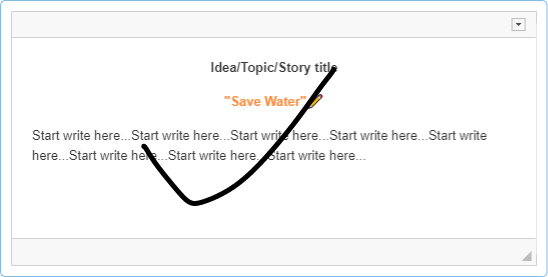 Idea/Topic/Story title
"Save Water"
Start write here...Start write here...Start write here...Start write here...Start write
here...Start write here...Start write here...Start write here...